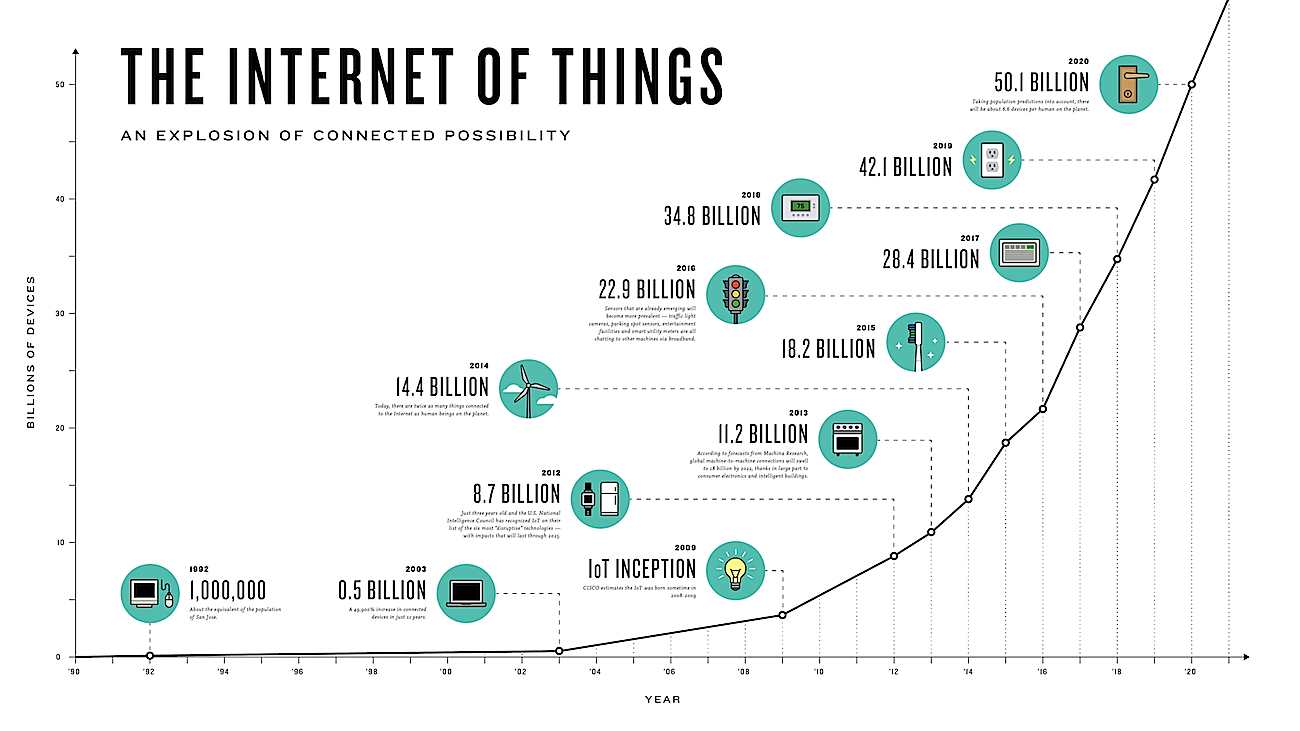 THE INTERNET OF THINGS
AN EXPLOSION OF CONNECTED POSSIBILITY
BILLIONS OF DEVICES
50
40
30
20
10
0
2020
50.1 BILLION
Taking population predictions into account, there
will be about 6.6 devices per human on the planet.
2019
42.1 BILLION
2018
34.8 BILLION
75
2017
28.4 BILLION
2016
22.9 BILLION
Sensors that are already emerging will
become more prevalent — traffic light
cameras, parking spot sensors, entertainment
facilities and smart utility meters are all
chatting to other machines via broadband.
2015
18.2 BILLION
2014
14.4 BILLION
Today, there are twice as many things connected
to the Internet as human beings on the planet.
2013
11.2 BILLION
According to forecasts from Machina Research,
global machine-to-machine connections will swell
to 18 billion by 2022, thanks in large part to
consumer electronics and intelligent buildings.
2012
8.7 BILLION
Just three years old and the U.S. National
Intelligence Council has recognized IoT on their
list of the six most "disruptive" technologies —
with impacts that will last through 2025.
2009
IoT INCEPTION
CISCO estimates the IoT was born sometime in
2008-2009
2003
0.5 BILLION
A 49,900% increase in connected
devices in just 11 years.
1992
1,000,000
About the equivalent of the population
of San Jose.
'90 '92 '94 '96 '98 '00 '02 '04 '06 '08 '10 '12 '14 '16 '18 '20
YEAR